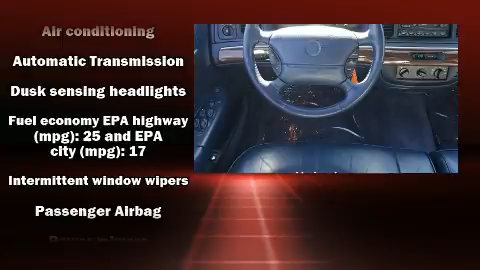 Air conditioning
Automatic Transmission
Dusk sensing headlights
Fuel economy EPA highway
(mpg): 25 and EPA
city (mpg): 17
Intermittent window wipers
Passenger Airbag